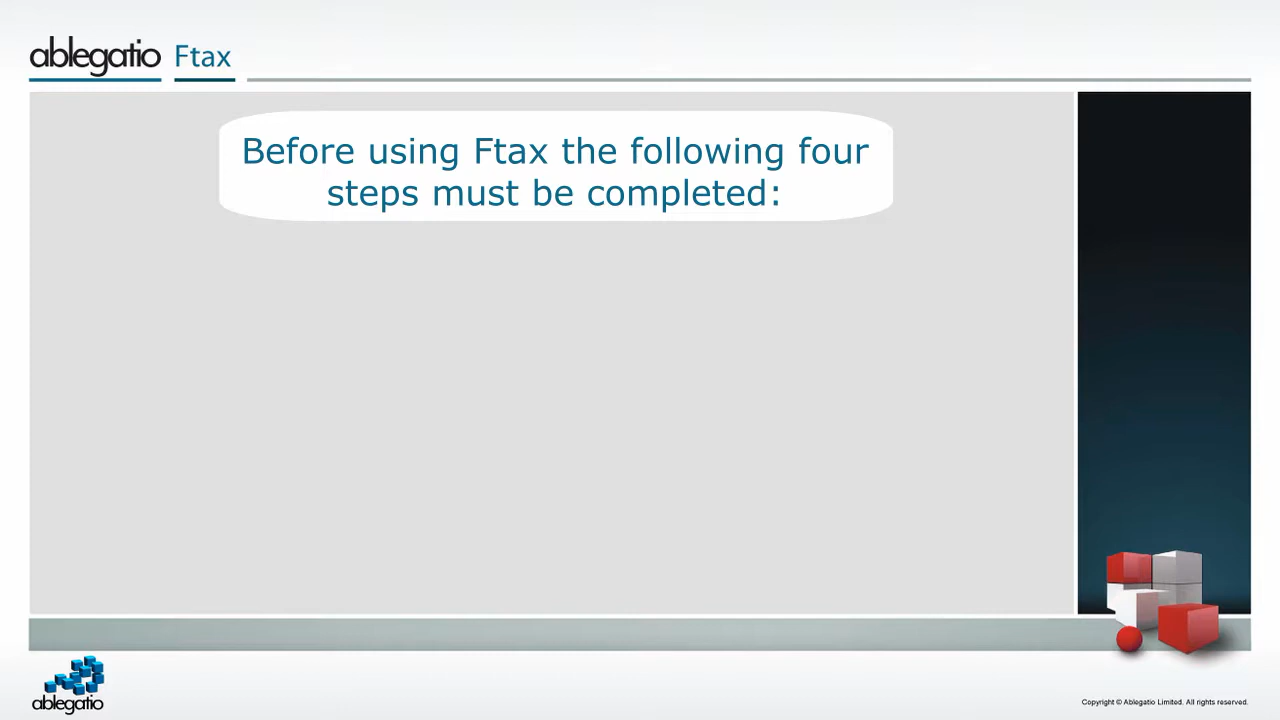 ablegatio Ftax
Before using Ftax the following four
steps must be completed:
ablegatio
Copyright © Ablegatio Limited. All rights reserved.